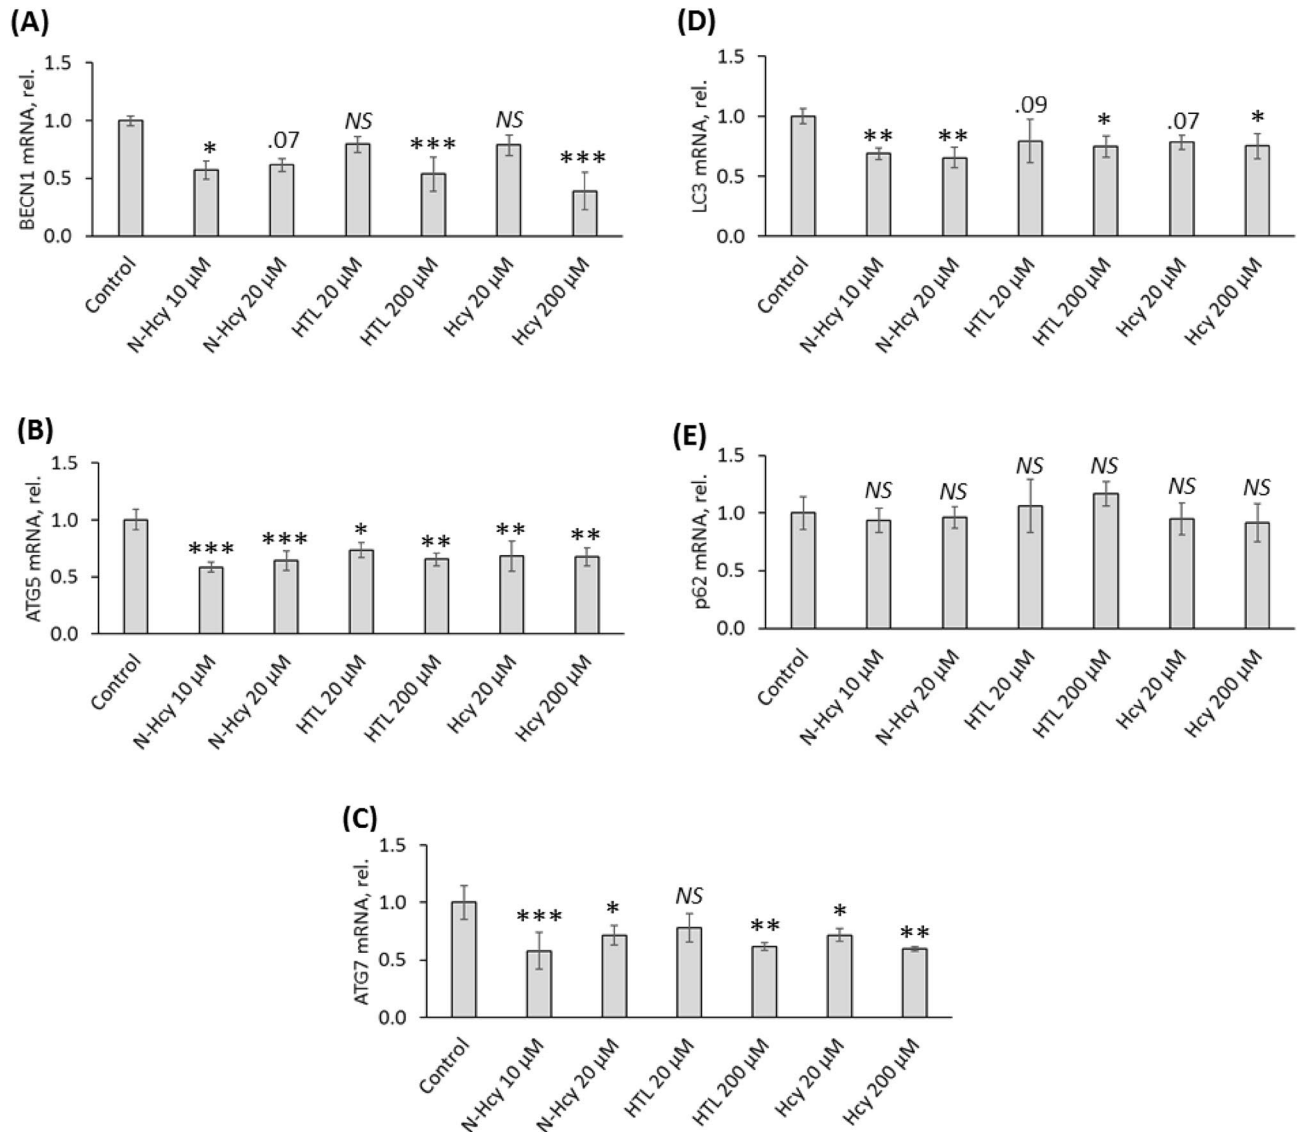 (A)
BECN1 mRNA, rel.
1.5
1.0
0.5
0.0
*
.07
NS
***
NS
***
Control
N-Hcy 10 µM
N-Hcy 20 µM
HTL 20 µM
HTL 200 µM
Hcy 20 µM
Hcy 200 µM
(D)
LC3 mRNA, rel.
1.5
1.0
0.5
0.0
**
**
.09
*
.07
*
Control
N-Hcy 10 µM
N-Hcy 20 µM
HTL 20 µM
HTL 200 µM
Hcy 20 µM
Hcy 200 µM
(B)
ATG5 mRNA, rel.
1.5
1.0
0.5
0.0
***
***
*
**
**
**
Control
N-Hcy 10 µM
N-Hcy 20 µM
HTL 20 µM
HTL 200 µM
Hcy 20 µM
Hcy 200 µM
(E)
p62 mRNA, rel.
1.5
1.0
0.5
0.0
NS
NS
NS
NS
NS
NS
Control
N-Hcy 10 µM
N-Hcy 20 µM
HTL 20 µM
HTL 200 µM
Hcy 20 µM
Hcy 200 µM
(C)
ATG7 mRNA, rel.
1.5
1.0
0.5
0.0
***
*
NS
**
*
**
Control
N-Hcy 10 µM
N-Hcy 20 µM
HTL 20 µM
HTL 200 µM
Hcy 20 µM
Hcy 200 µM